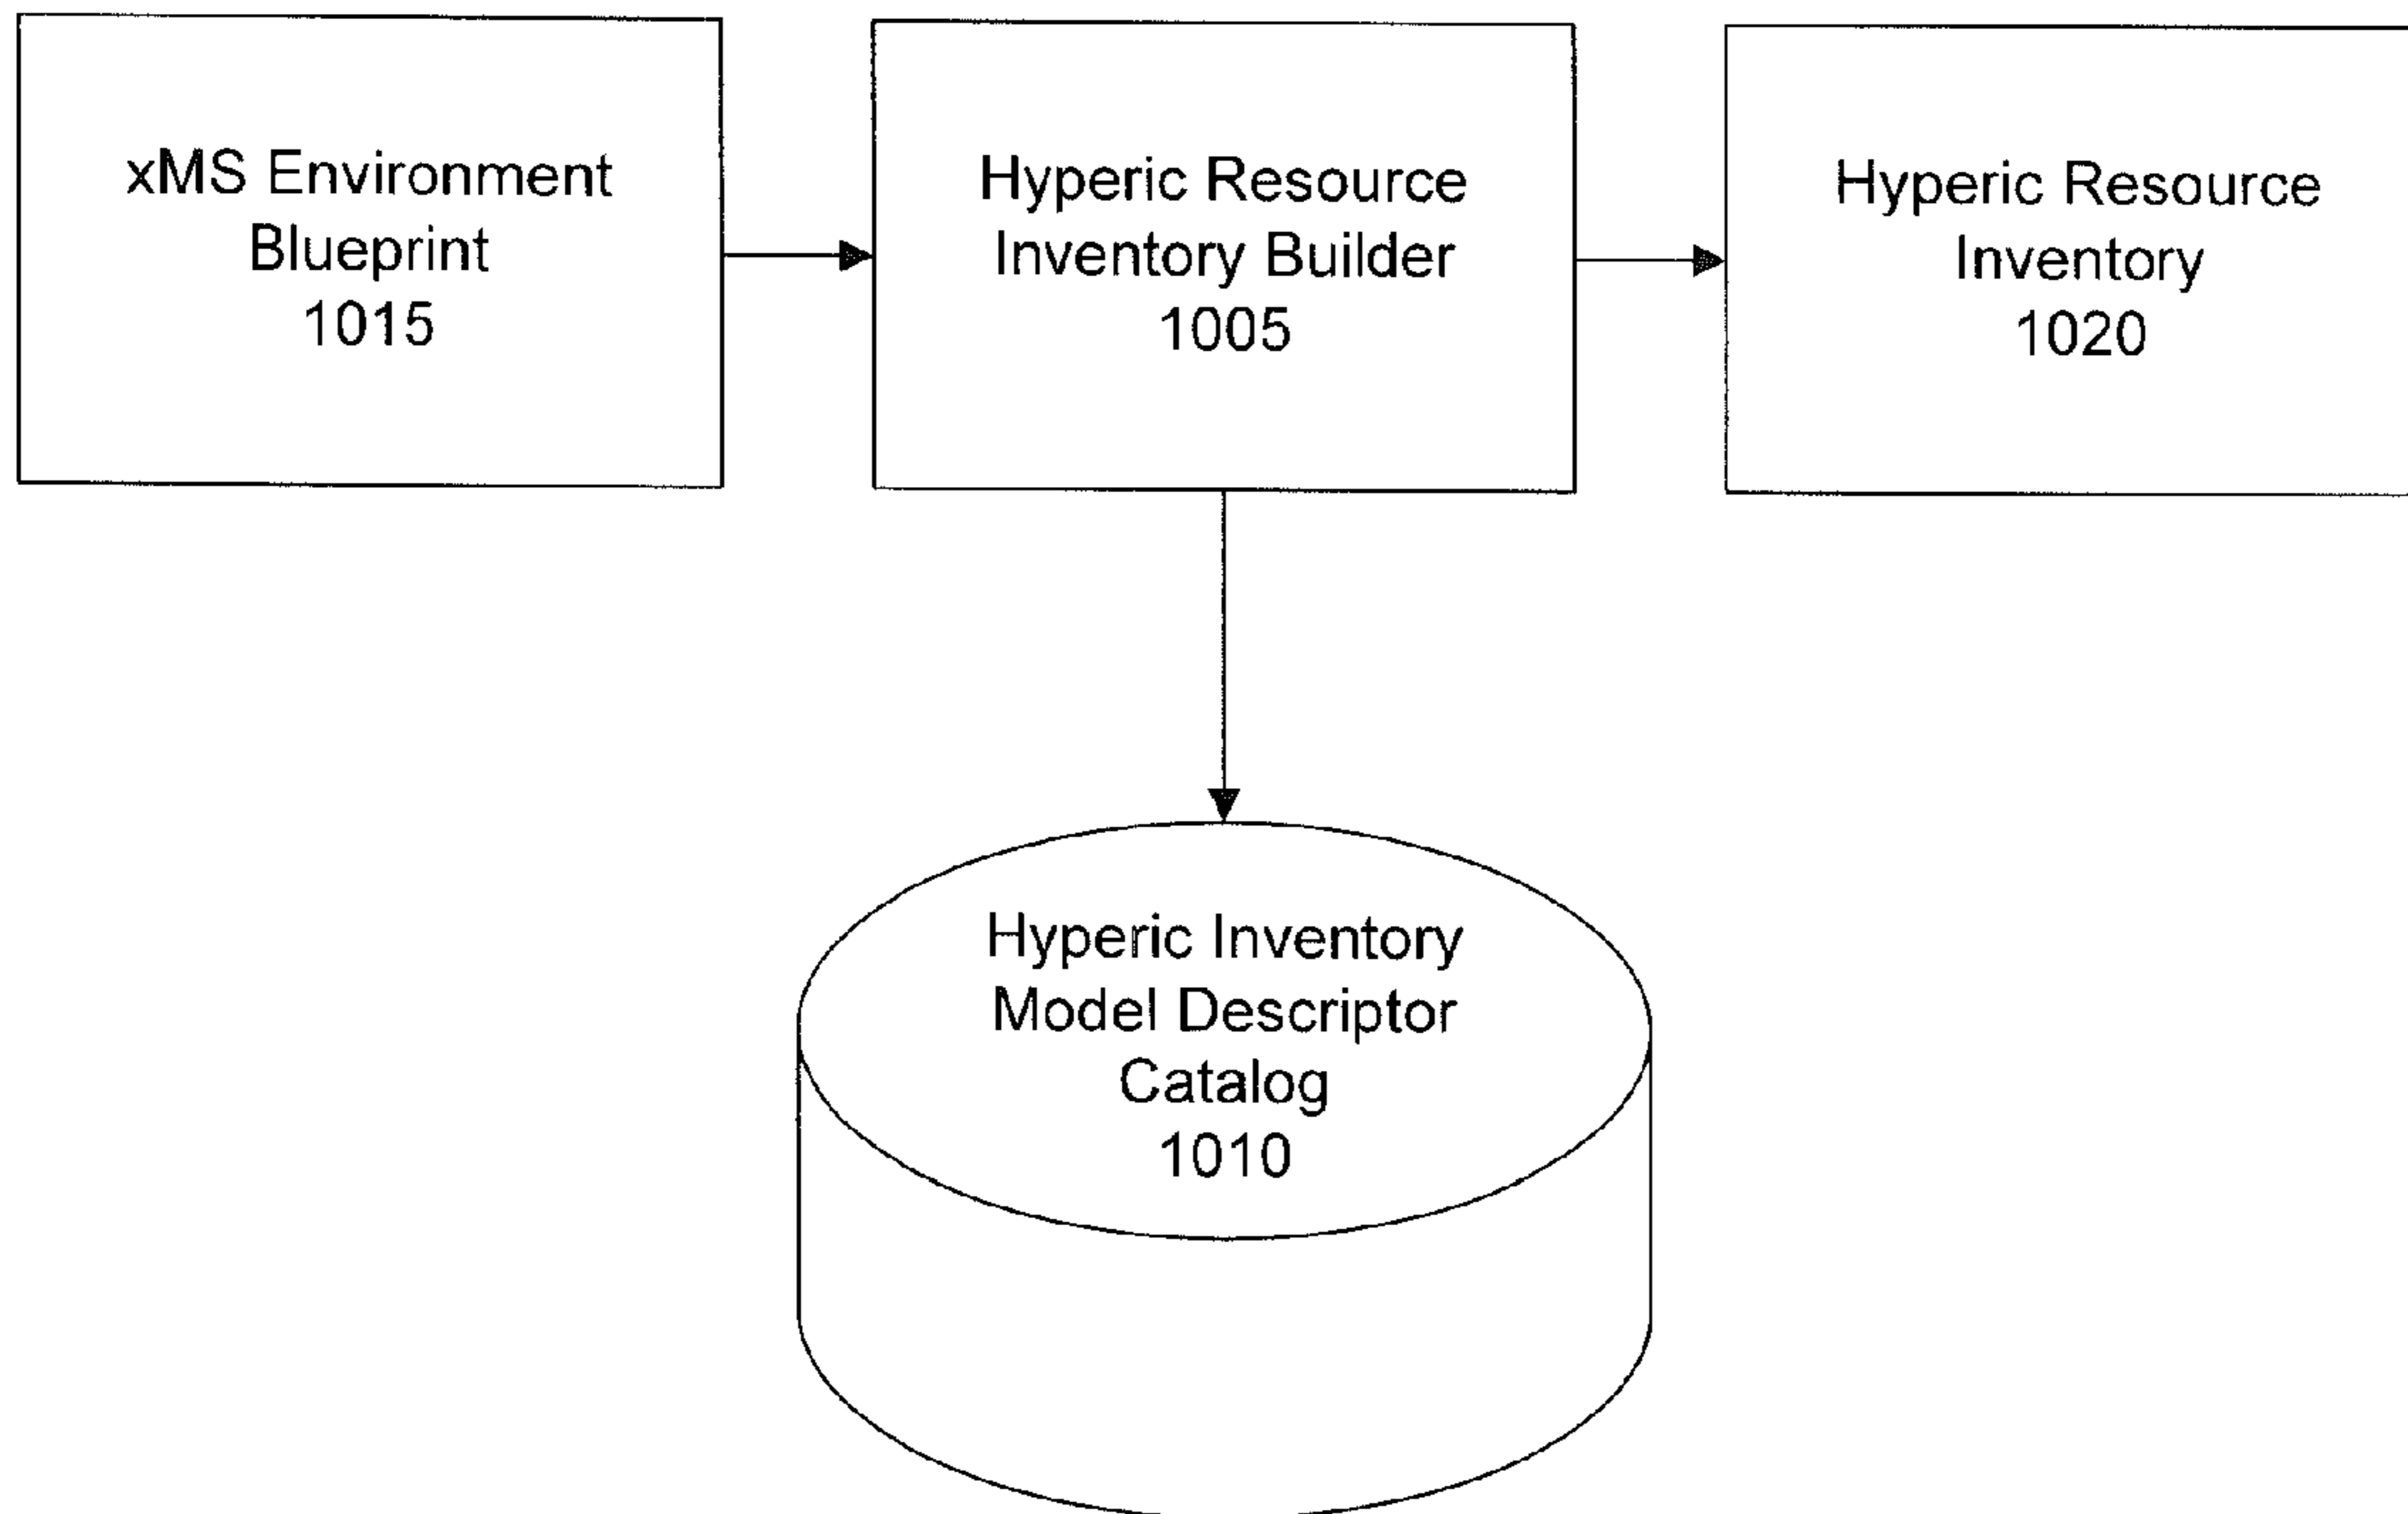 xMS Environment
Blueprint
1015
Hyperic Resource
Inventory Builder
1005
Hyperic Resource
Inventory
1020
Hyperic Inventory
Model Descriptor
Catalog
1010